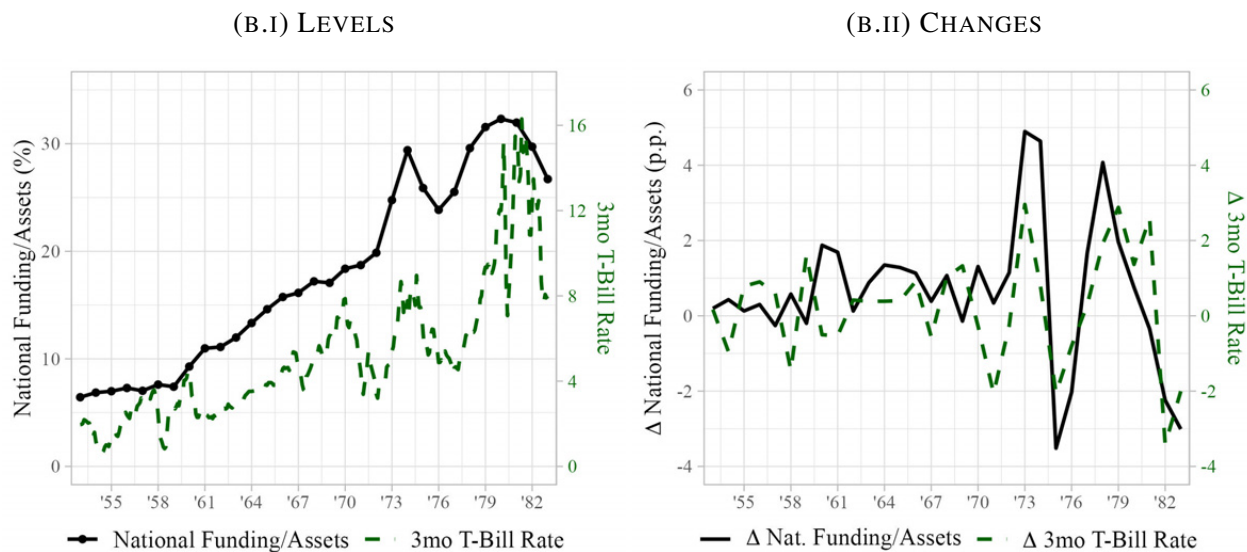 (B.I) LEVELS
National Funding/Assets (%)
30
20
10
0
16
12
8
4
0
3mo T-Bill Rate
'55 '58 '61 '64 '67 '70 '73 '76 '79 '82
National Funding/Assets 3mo T-Bill Rate
(B.II) CHANGES
Δ National Funding/Assets (p.p.)
6
4
2
0
-2
-4
6
4
2
0
-2
-4
Δ 3mo T-Bill Rate
'55 '58 '61 '64 '67 '70 '73 '76 '79 '82
Δ Nat. Funding/Assets Δ 3mo T-Bill Rate